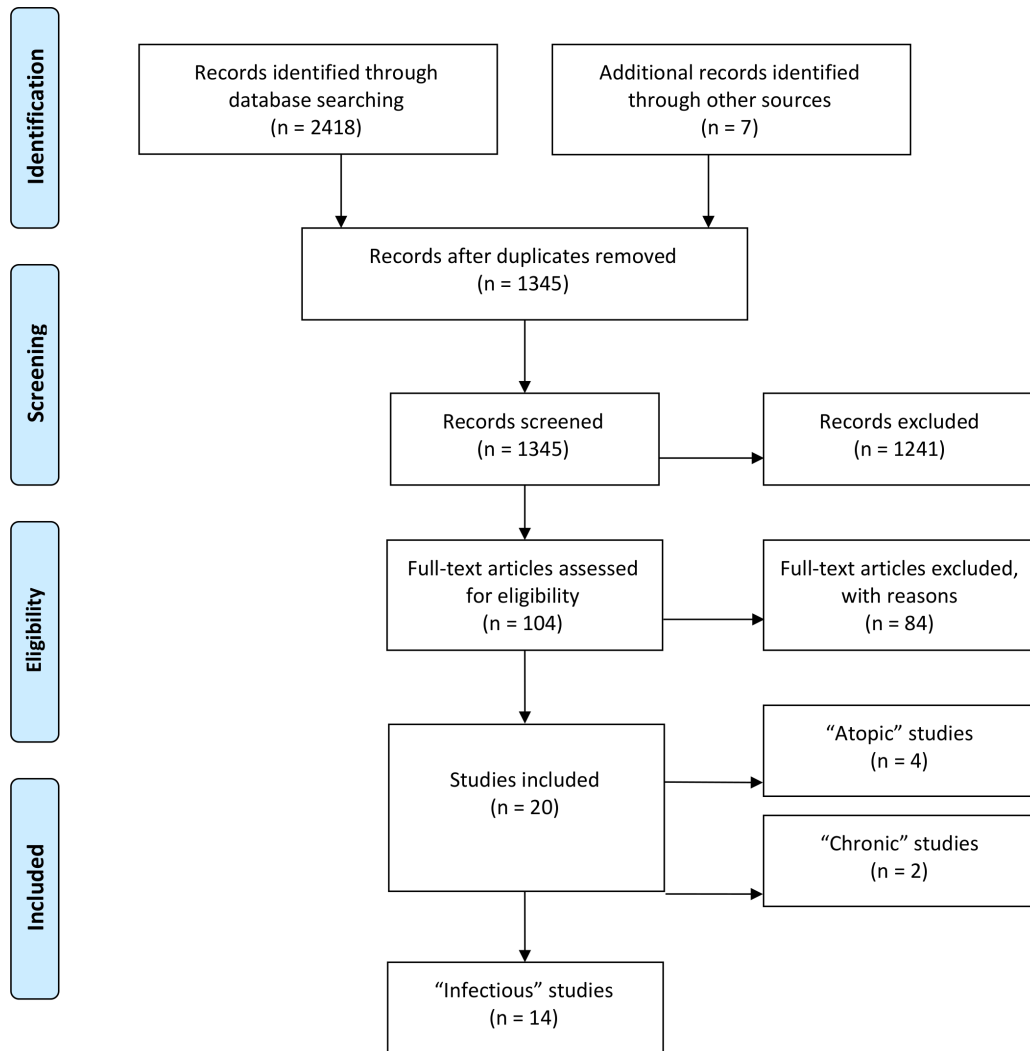 Identification
Records identified through
database searching
(n = 2418)
Additional records identified
through other sources
(n = 7)
Records after duplicates removed
(n = 1345)
Screening
Records screened
(n = 1345)
Records excluded
(n = 1241)
Eligibility
Full-text articles assessed
for eligibility
(n = 104)
Full-text articles excluded,
with reasons
(n = 84)
Included
Studies included
(n = 20)
“Atopic” studies
(n = 4)
“Chronic” studies
(n = 2)
“Infectious” studies
(n = 14)